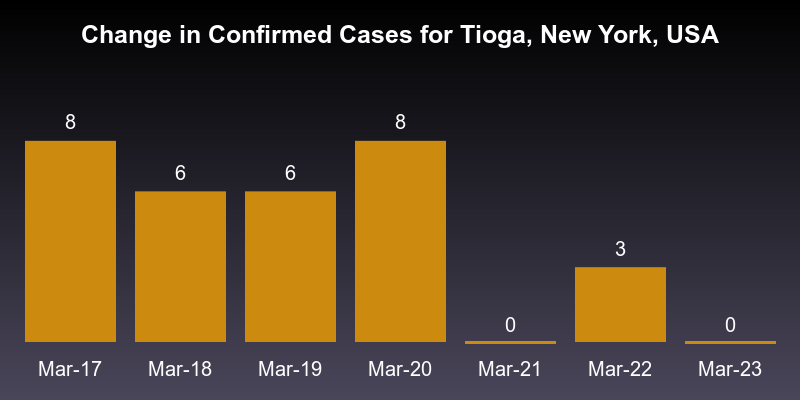 Change in Confirmed Cases for Tioga, New York, USA
8 6 6 8 0 3 0
Mar-17 Mar-18 Mar-19 Mar-20 Mar-21 Mar-22 Mar-23